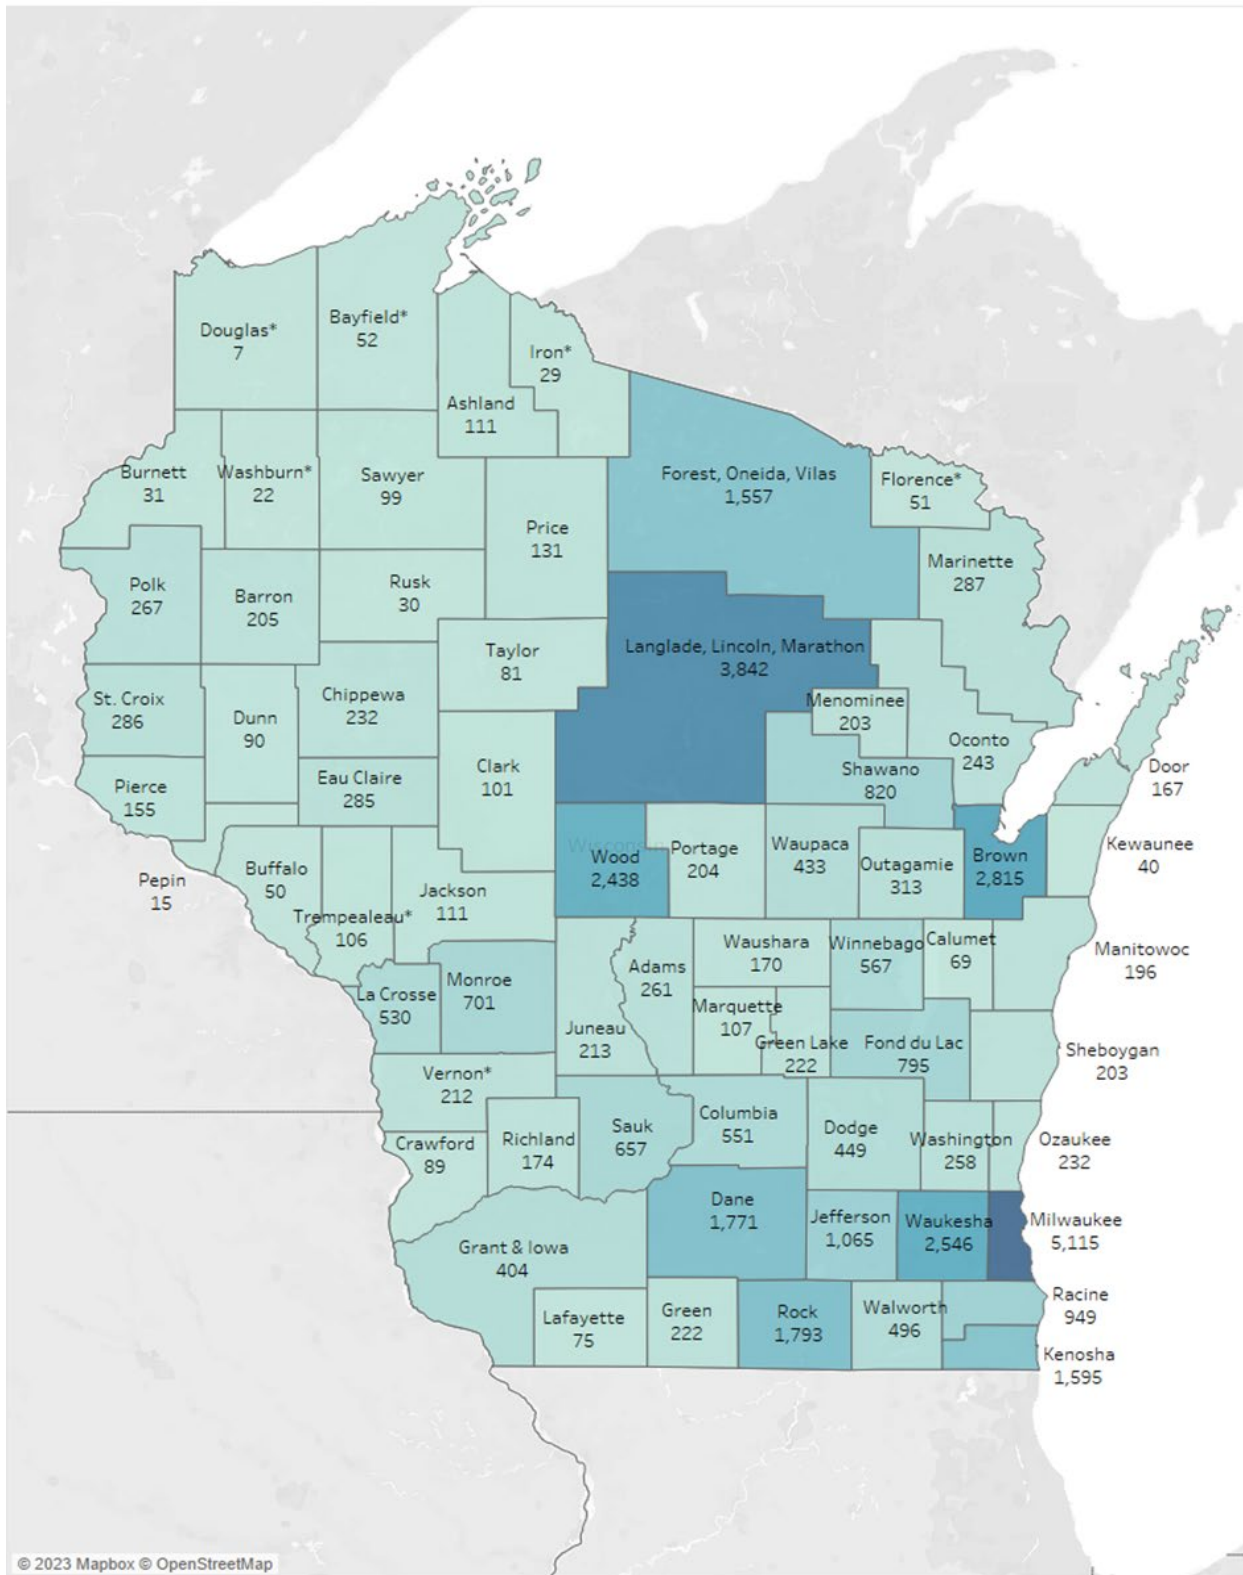 Douglas*
7
Bayfield*
52
Iron*
29
Ashland
111
Burnett
31
Washburn*
22
Sawyer
99
Forest, Oneida, Vilas
1,557
Florence*
51
Price
131
Marinette
287
Polk
267
Barron
205
Rusk
30
Taylor
81
Langlade, Lincoln, Marathon
3,842
Menominee
203
St. Croix
286
Dunn
90
Chippewa
232
Oconto
243
Shawano
820
Door
167
Pierce
155
Eau Claire
285
Clark
101
Wisconsin
Wood
2,438
Portage
204
Waupaca
433
Outagamie
313
Brown
2,815
Kewaunee
40
Pepin
15
Buffalo
50
Trempealeau*
106
Jackson
111
Waushara
170
Winnebago
567
Calumet
69
Manitowoc
196
La Crosse
530
Monroe
701
Adams
261
Juneau
213
Marquette
107
Green Lake
222
Fond du Lac
795
Sheboygan
203
Vernon*
212
Crawford
89
Richland
174
Sauk
657
Columbia
551
Dodge
449
Washington
258
Ozaukee
232
Grant & Iowa
404
Dane
1,771
Jefferson
1,065
Waukesha
2,546
Milwaukee
5,115
Lafayette
75
Green
222
Rock
1,793
Walworth
496
Racine
949
Kenosha
1,595
© 2023 Mapbox © OpenStreetMap